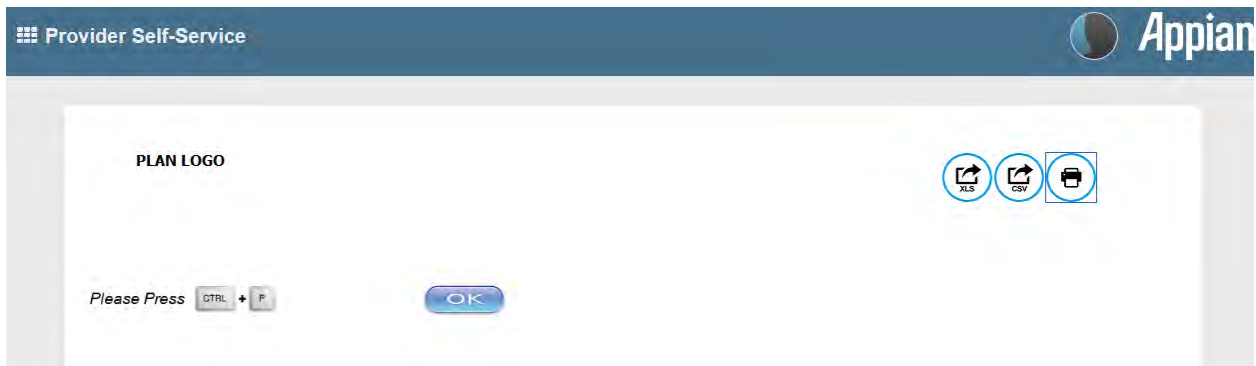 Provider Self-Service
Appian
PLAN LOGO
XLS CSV
Please Press CTRL + P OK